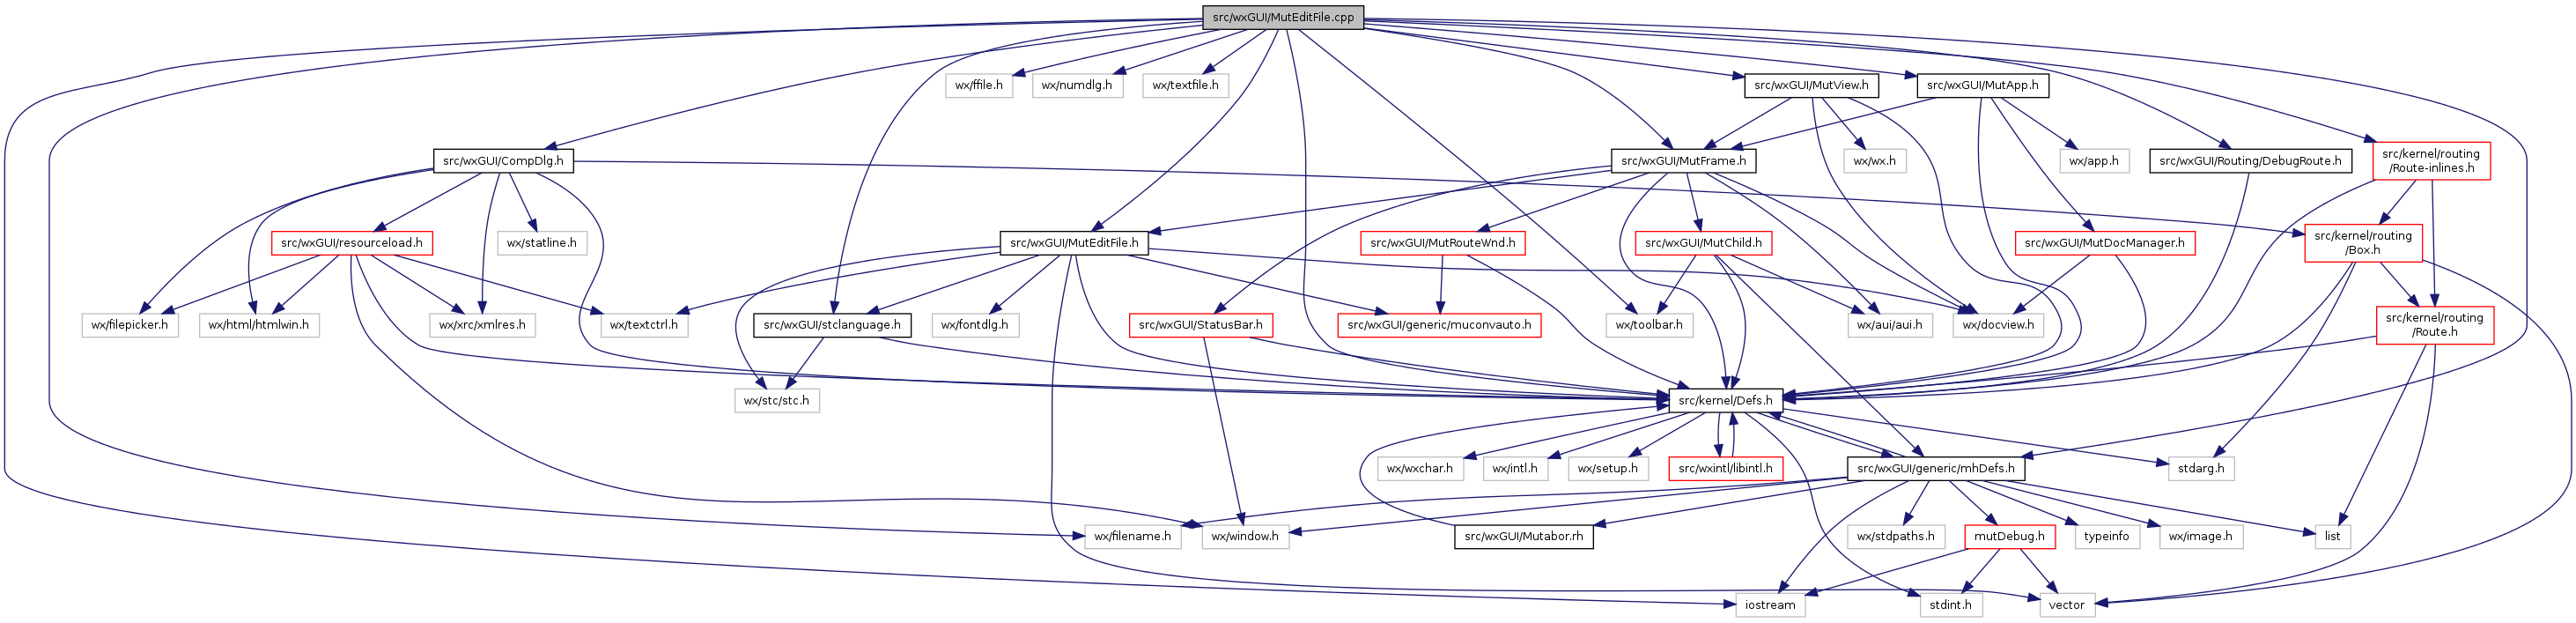 src/wxGUI/MutEditFile.cpp
wx/ffile.h
wx/numdlg.h
wx/textfile.h
src/wxGUI/MutView.h
src/wxGUI/MutApp.h
src/wxGUI/CompDlg.h
src/wxGUI/MutFrame.h
wx/wx.h
wx/app.h
src/wxGUI/Routing/DebugRoute.h
src/kernel/routing
/Route-inlines.h
src/wxGUI/resourceload.h
wx/statline.h
src/wxGUI/MutEditFile.h
src/wxGUI/MutRouteWnd.h
src/wxGUI/MutChild.h
src/wxGUI/MutDocManager.h
src/kernel/routing
/Box.h
wx/filepicker.h
wx/html/htmlwin.h
wx/xrc/xmlres.h
wx/textctrl.h
src/wxGUI/stclanguage.h
wx/fontdlg.h
src/wxGUI/StatusBar.h
src/wxGUI/generic/muconvauto.h
wx/toolbar.h
wx/aui/aui.h
wx/docview.h
src/kernel/routing
/Route.h
wx/stc/stc.h
src/kernel/Defs.h
wx/wxchar.h
wx/intl.h
wx/setup.h
src/wxintl/libintl.h
src/wxGUI/generic/mhDefs.h
stdarg.h
wx/filename.h
wx/window.h
src/wxGUI/Mutabor.rh
wx/stdpaths.h
mutDebug.h
typeinfo
wx/image.h
list
iostream
stdint.h
vector